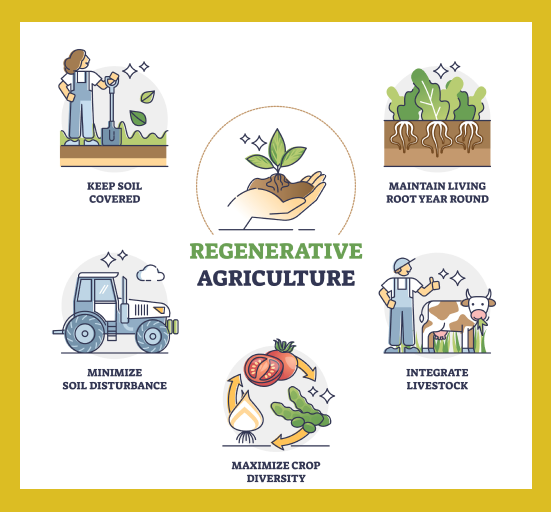 KEEP SOIL
COVERED
MAINTAIN LIVING
ROOT YEAR ROUND
REGENERATIVE
AGRICULTURE
MINIMIZE
SOIL DISTURBANCE
INTEGRATE
LIVESTOCK
MAXIMIZE CROP
DIVERSITY